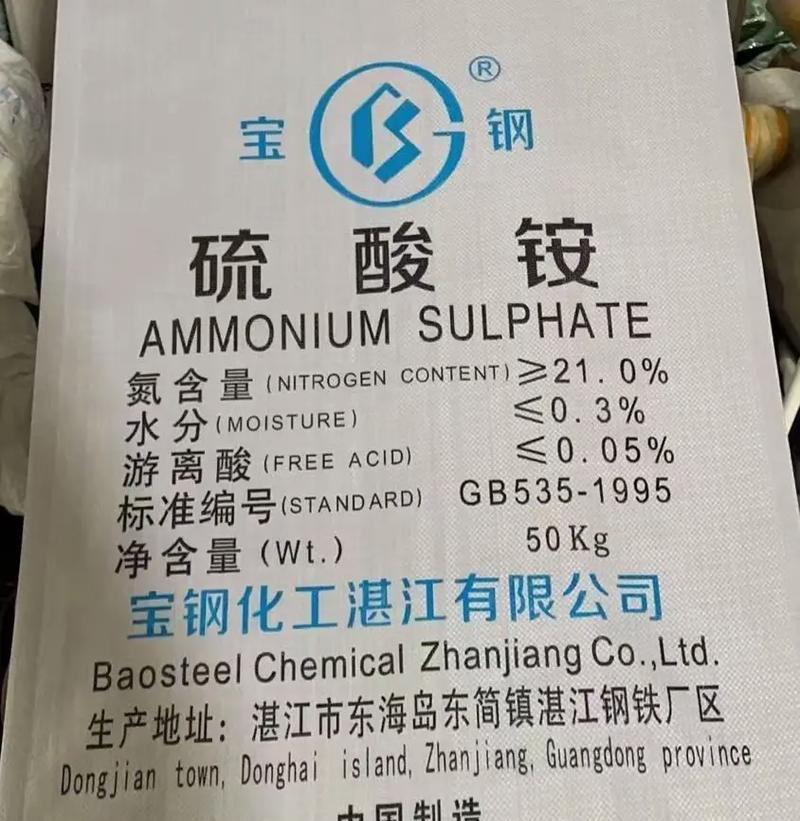 宝 ® 钢
硫 酸 铵
AMMONIUM SULPHATE
氮含量(NITROGEN CONTENT)≥21.0%
水分(MOISTURE) ≤0.3%
游离酸(FREE ACID) ≤0.05%
标准编号(STANDARD) GB535-1995
净含量(Wt.) 50Kg
宝钢化工湛江有限公司
Baosteel Chemical Zhanjiang Co.,Ltd.
生产地址：湛江市东海岛东简镇湛江钢铁厂区
Dongjian town, Donghai island, Zhanjiang, Guangdong province
中国制造